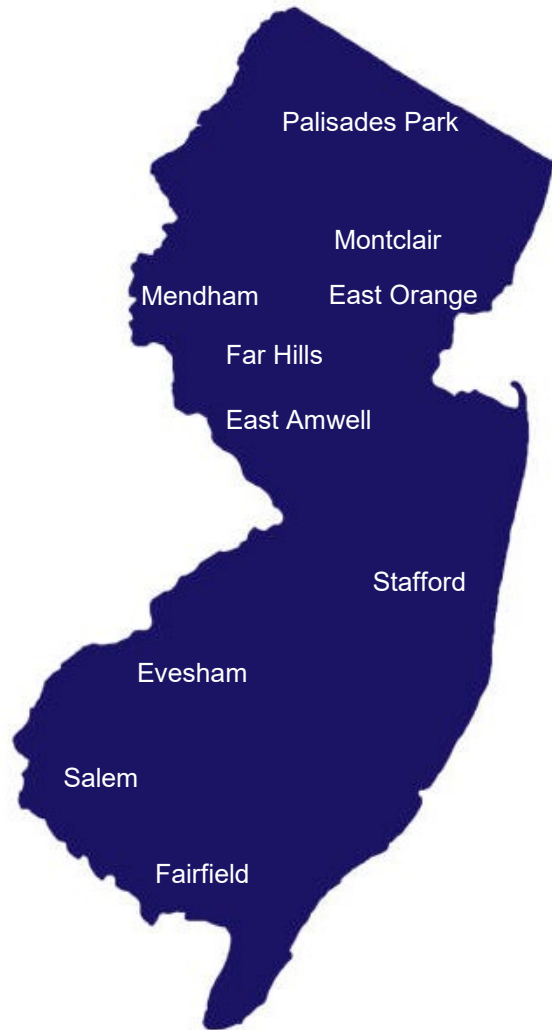 Palisades Park
Montclair
Mendham
East Orange
Far Hills
East Amwell
Stafford
Evesham
Salem
Fairfield